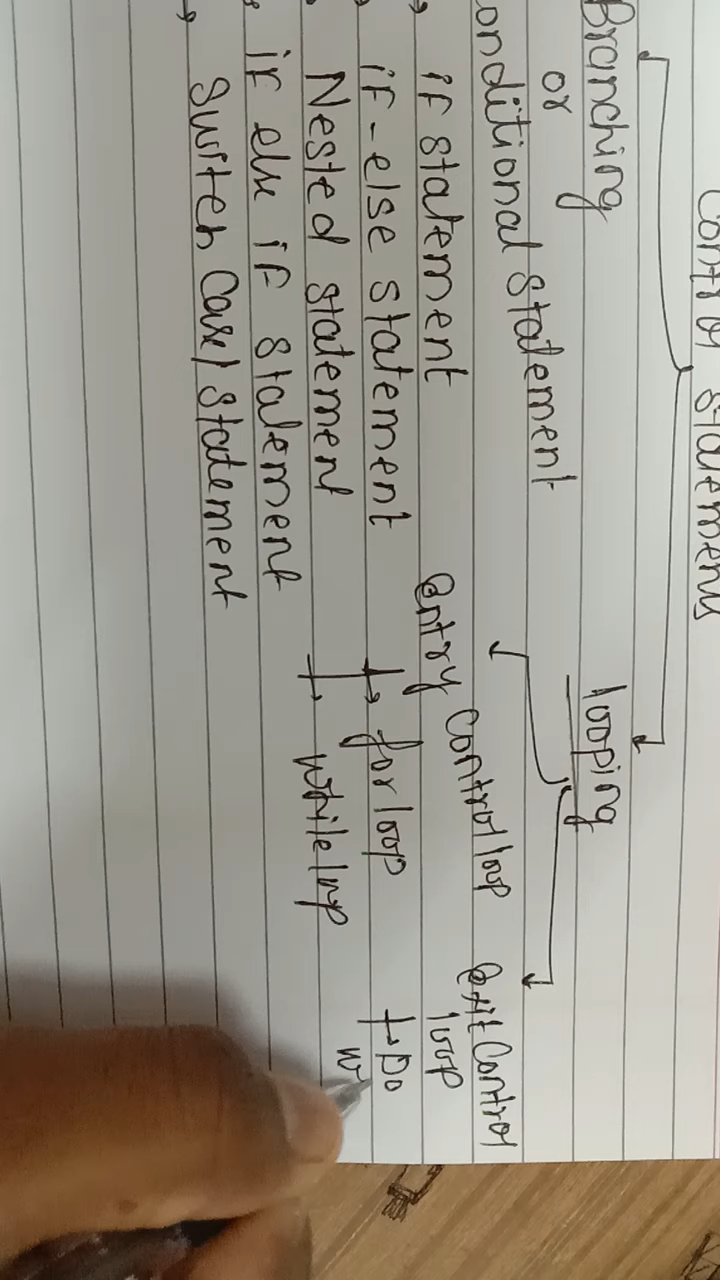 Control statements
Branching
or
onditional statement
if statement
if-else statement
Nested statement
if else if statement
Switch Case statement
looping
entry Control loop
for loop
while loop
exit Control
loop
Do
w